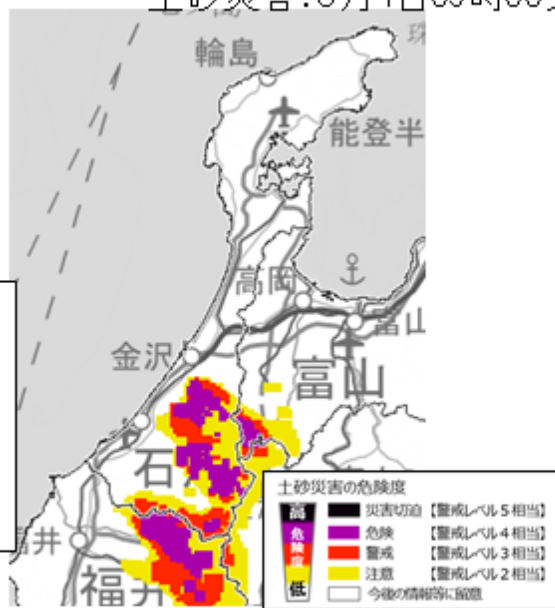 輪島
能登半
高岡
富山
金沢
富山
石
福井
土砂災害の危険度
高
危険度
低
災害切迫 【警戒レベル5相当】
危険 【警戒レベル4相当】
警戒 【警戒レベル3相当】
注意 【警戒レベル2相当】
今後の情報等に留意